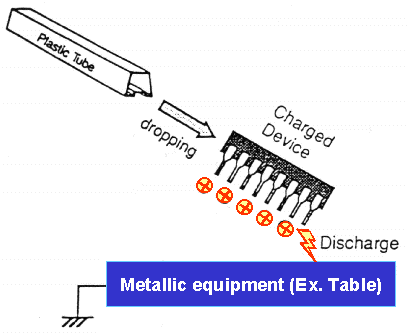 Plastic Tube
dropping
Charged
Device
Discharge
Metallic equipment (Ex. Table)